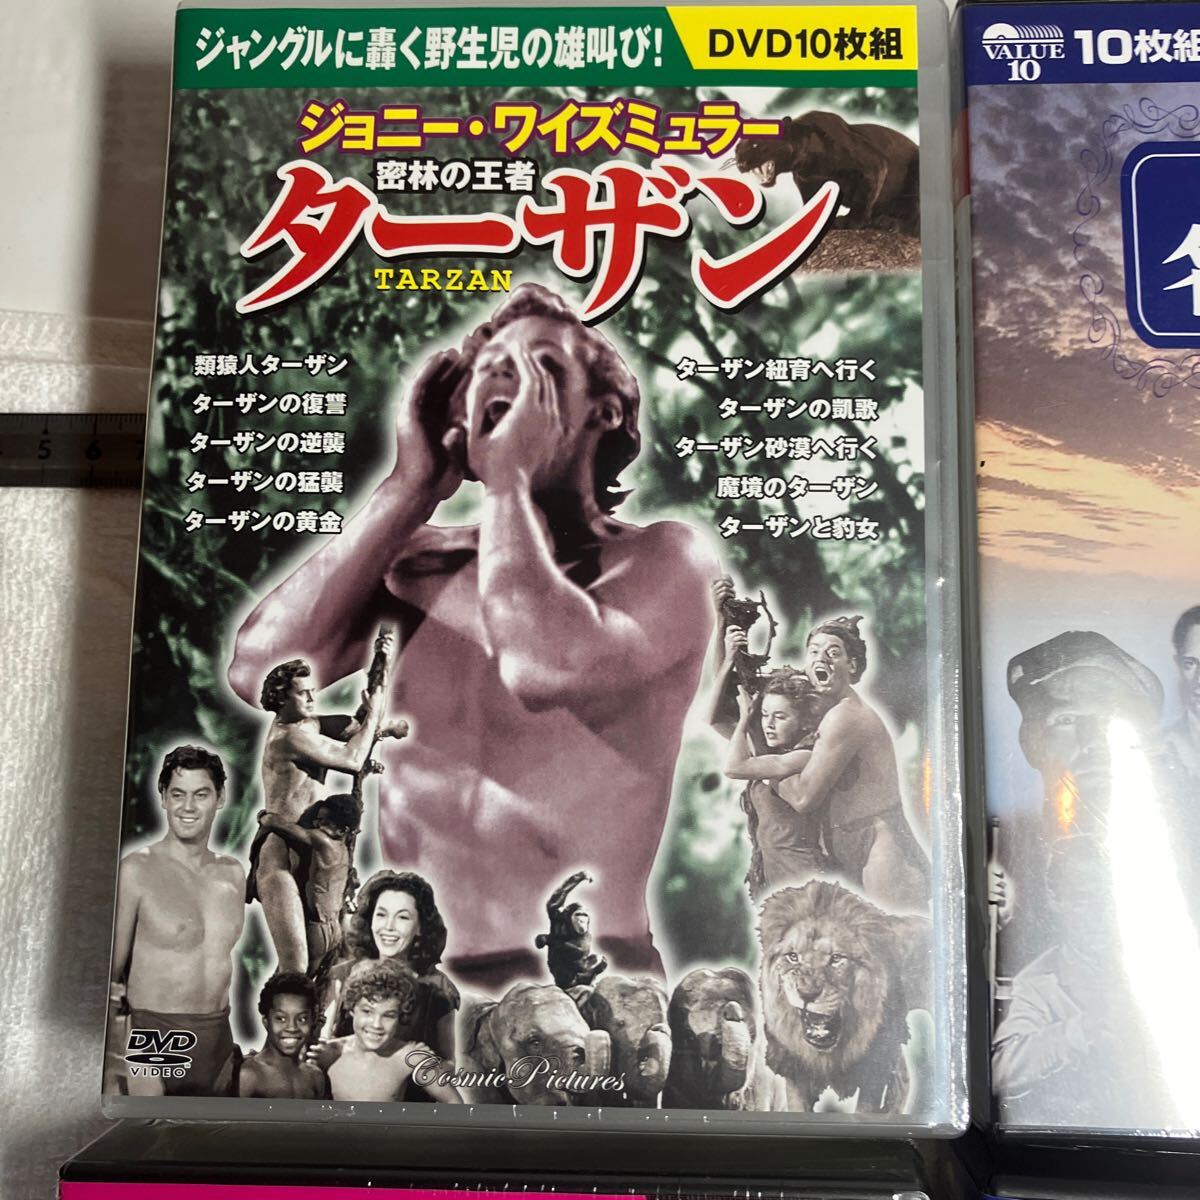 ジャングルに轟く野生児の雄叫び!
DVD10枚組
ジョニー・ワイズミュラー
密林の王者
ターザン
TARZAN
類猿人ターザン
ターザンの復讐
ターザンの逆襲
ターザンの猛襲
ターザンの黄金
ターザン紐育へ行く
ターザンの凱歌
ターザン砂漠へ行く
魔境のターザン
ターザンと豹女
DVD
VIDEO
Cosmic Pictures
VALUE
10
10枚組
5 6 7